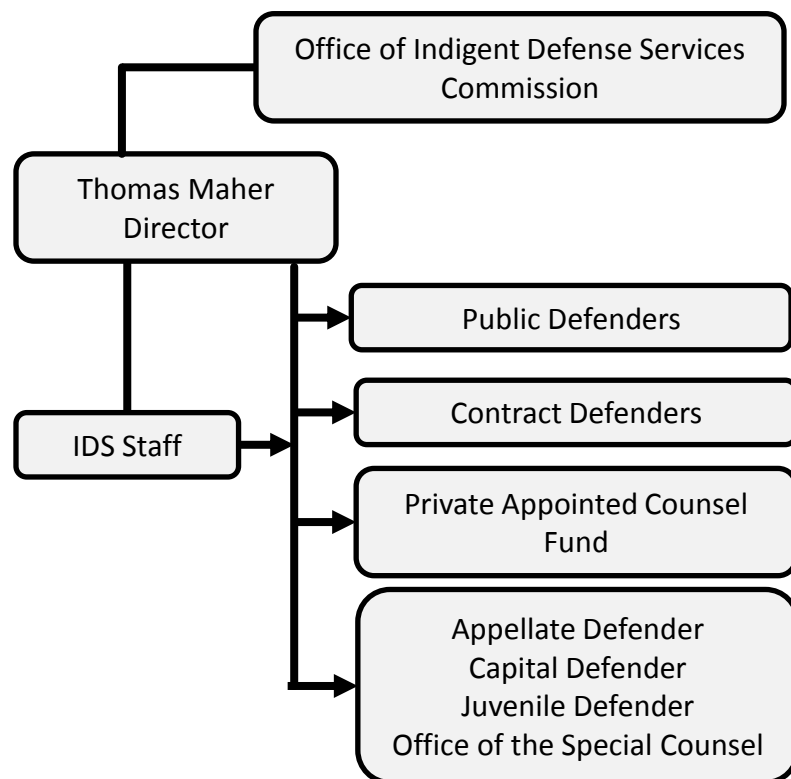 Office of Indigent Defense Services
Commission
Thomas Maher
Director
Public Defenders
Contract Defenders
IDS Staff
Private Appointed Counsel
Fund
Appellate Defender
Capital Defender
Juvenile Defender
Office of the Special Counsel